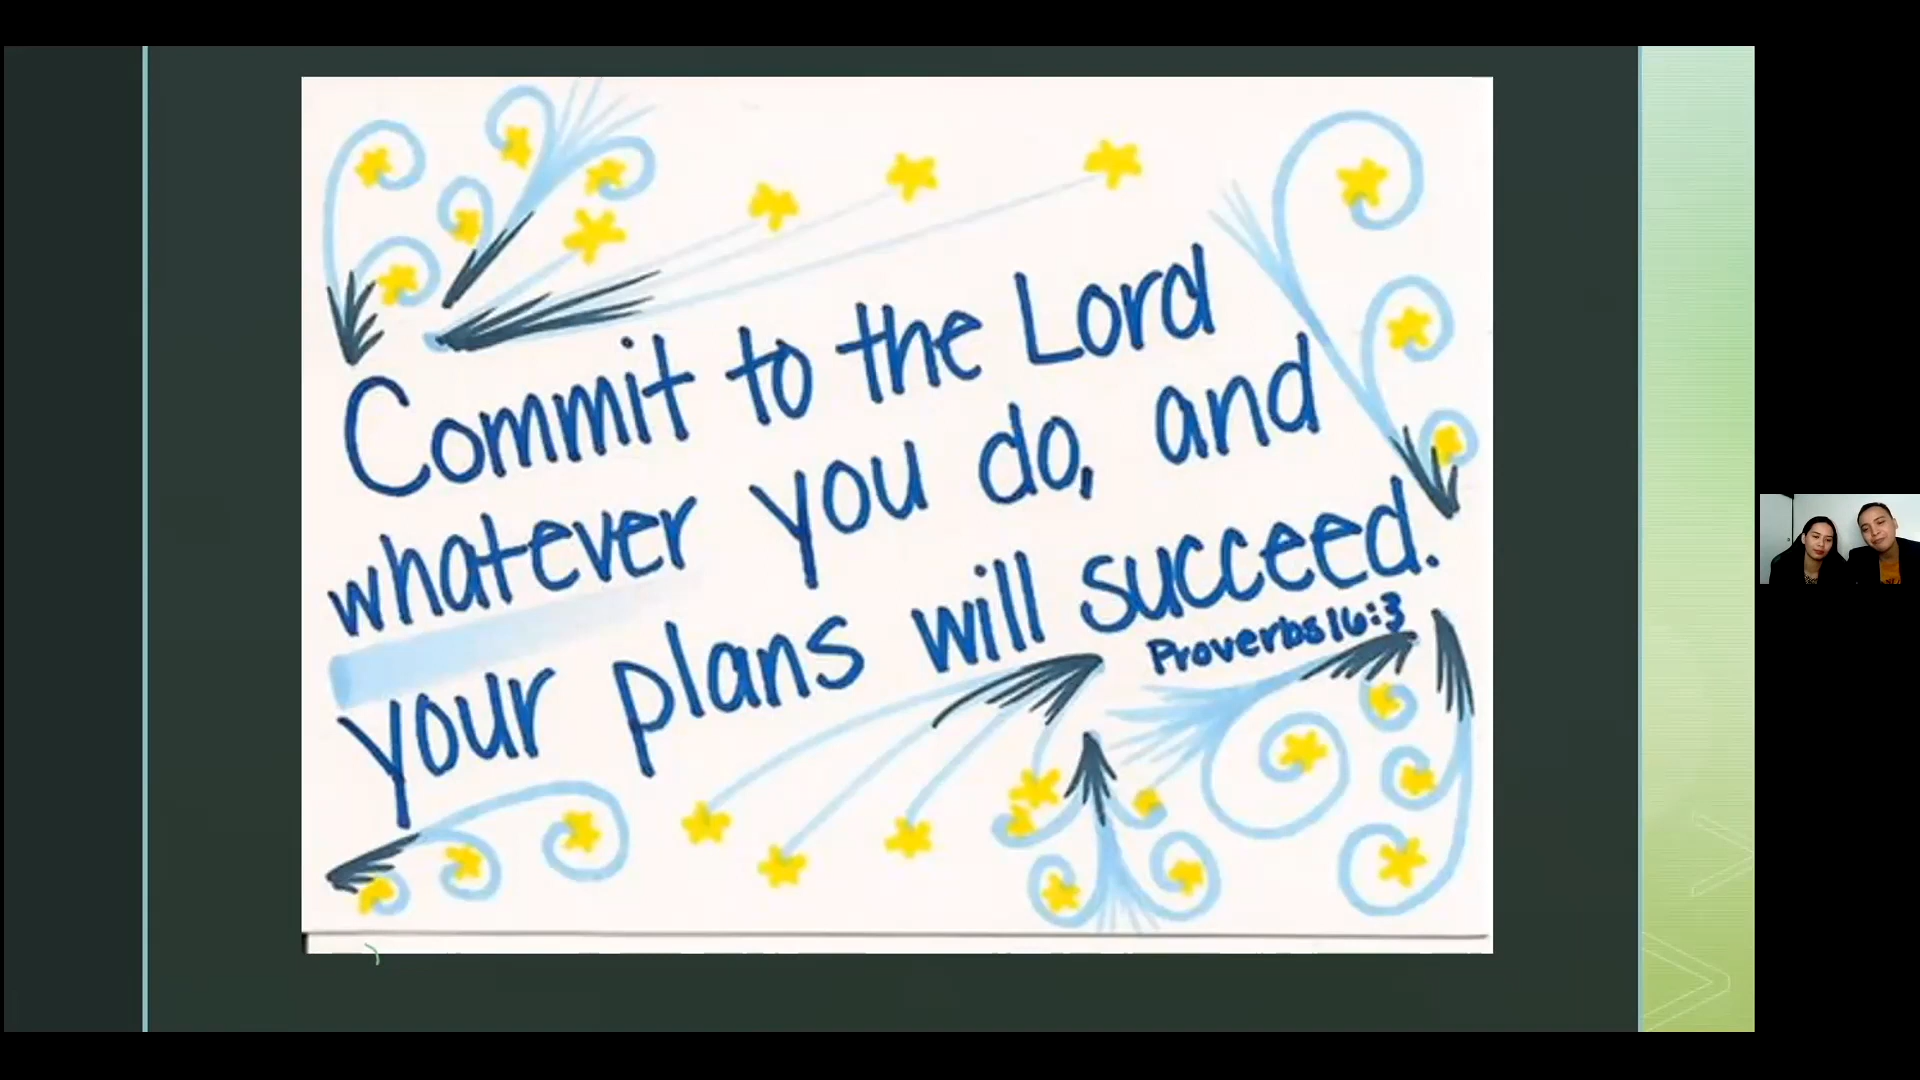 Commit to the Lord
whatever you do, and
your plans will succeed.
Proverbs 16:3